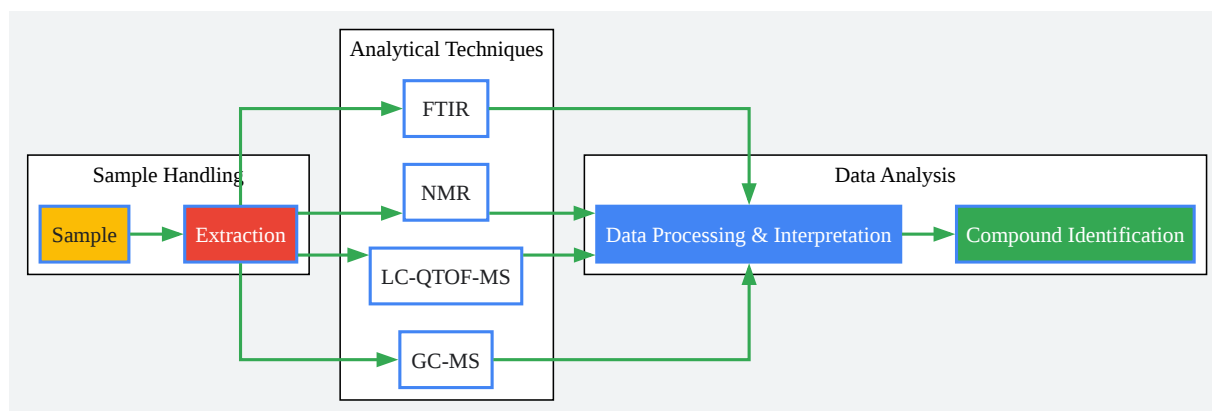 Analytical Techniques
FTIR
Sample Handling
NMR
Data Analysis
Sample
Extraction
Data Processing & Interpretation
Compound Identification
LC-QTOF-MS
GC-MS